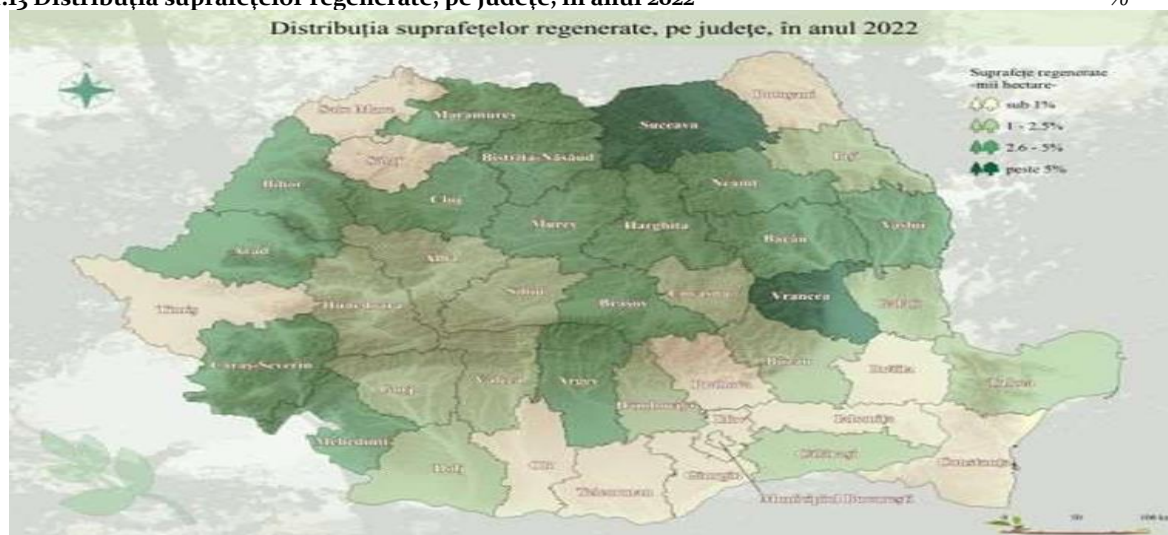 .13 Distribuția suprafețelor regenerate, pe județe, în anul 2022 %
Distribuția suprafețelor regenerate, pe județe, în anul 2022
Suprafețe regenerate
-mii hectare-
sub 1%
1 - 2.5%
2.6 - 5%
peste 5%
Satu Mare
Maramureș
Suceava
Botoșani
Sălaj
Bistrița-Năsăud
Iași
Bihor
Cluj
Neamț
Mureș
Harghita
Bacău
Vaslui
Arad
Alba
Timiș
Hunedoara
Sibiu
Brașov
Covasna
Vrancea
Galați
Caraș-Severin
Gorj
Vâlcea
Argeș
Dâmbovița
Prahova
Buzău
Brăila
Tulcea
Mehedinți
Ilfov
Ialomița
Dolj
Olt
Teleorman
Giurgiu
Călărași
Constanța
Municipiul București
0 50 100 km